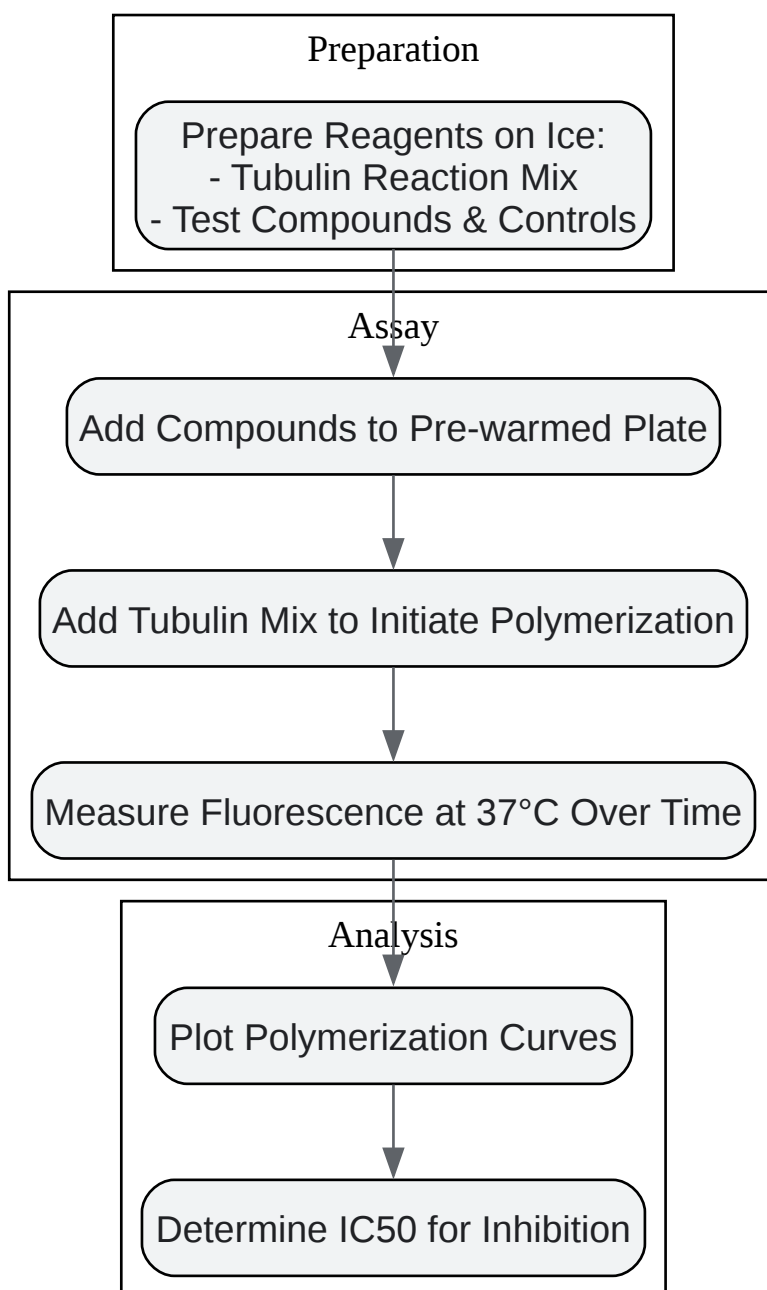 Preparation
Prepare Reagents on Ice:
- Tubulin Reaction Mix
- Test Compounds & Controls
Assay
Add Compounds to Pre-warmed Plate
Add Tubulin Mix to Initiate Polymerization
Measure Fluorescence at 37°C Over Time
Analysis
Plot Polymerization Curves
Determine IC50 for Inhibition